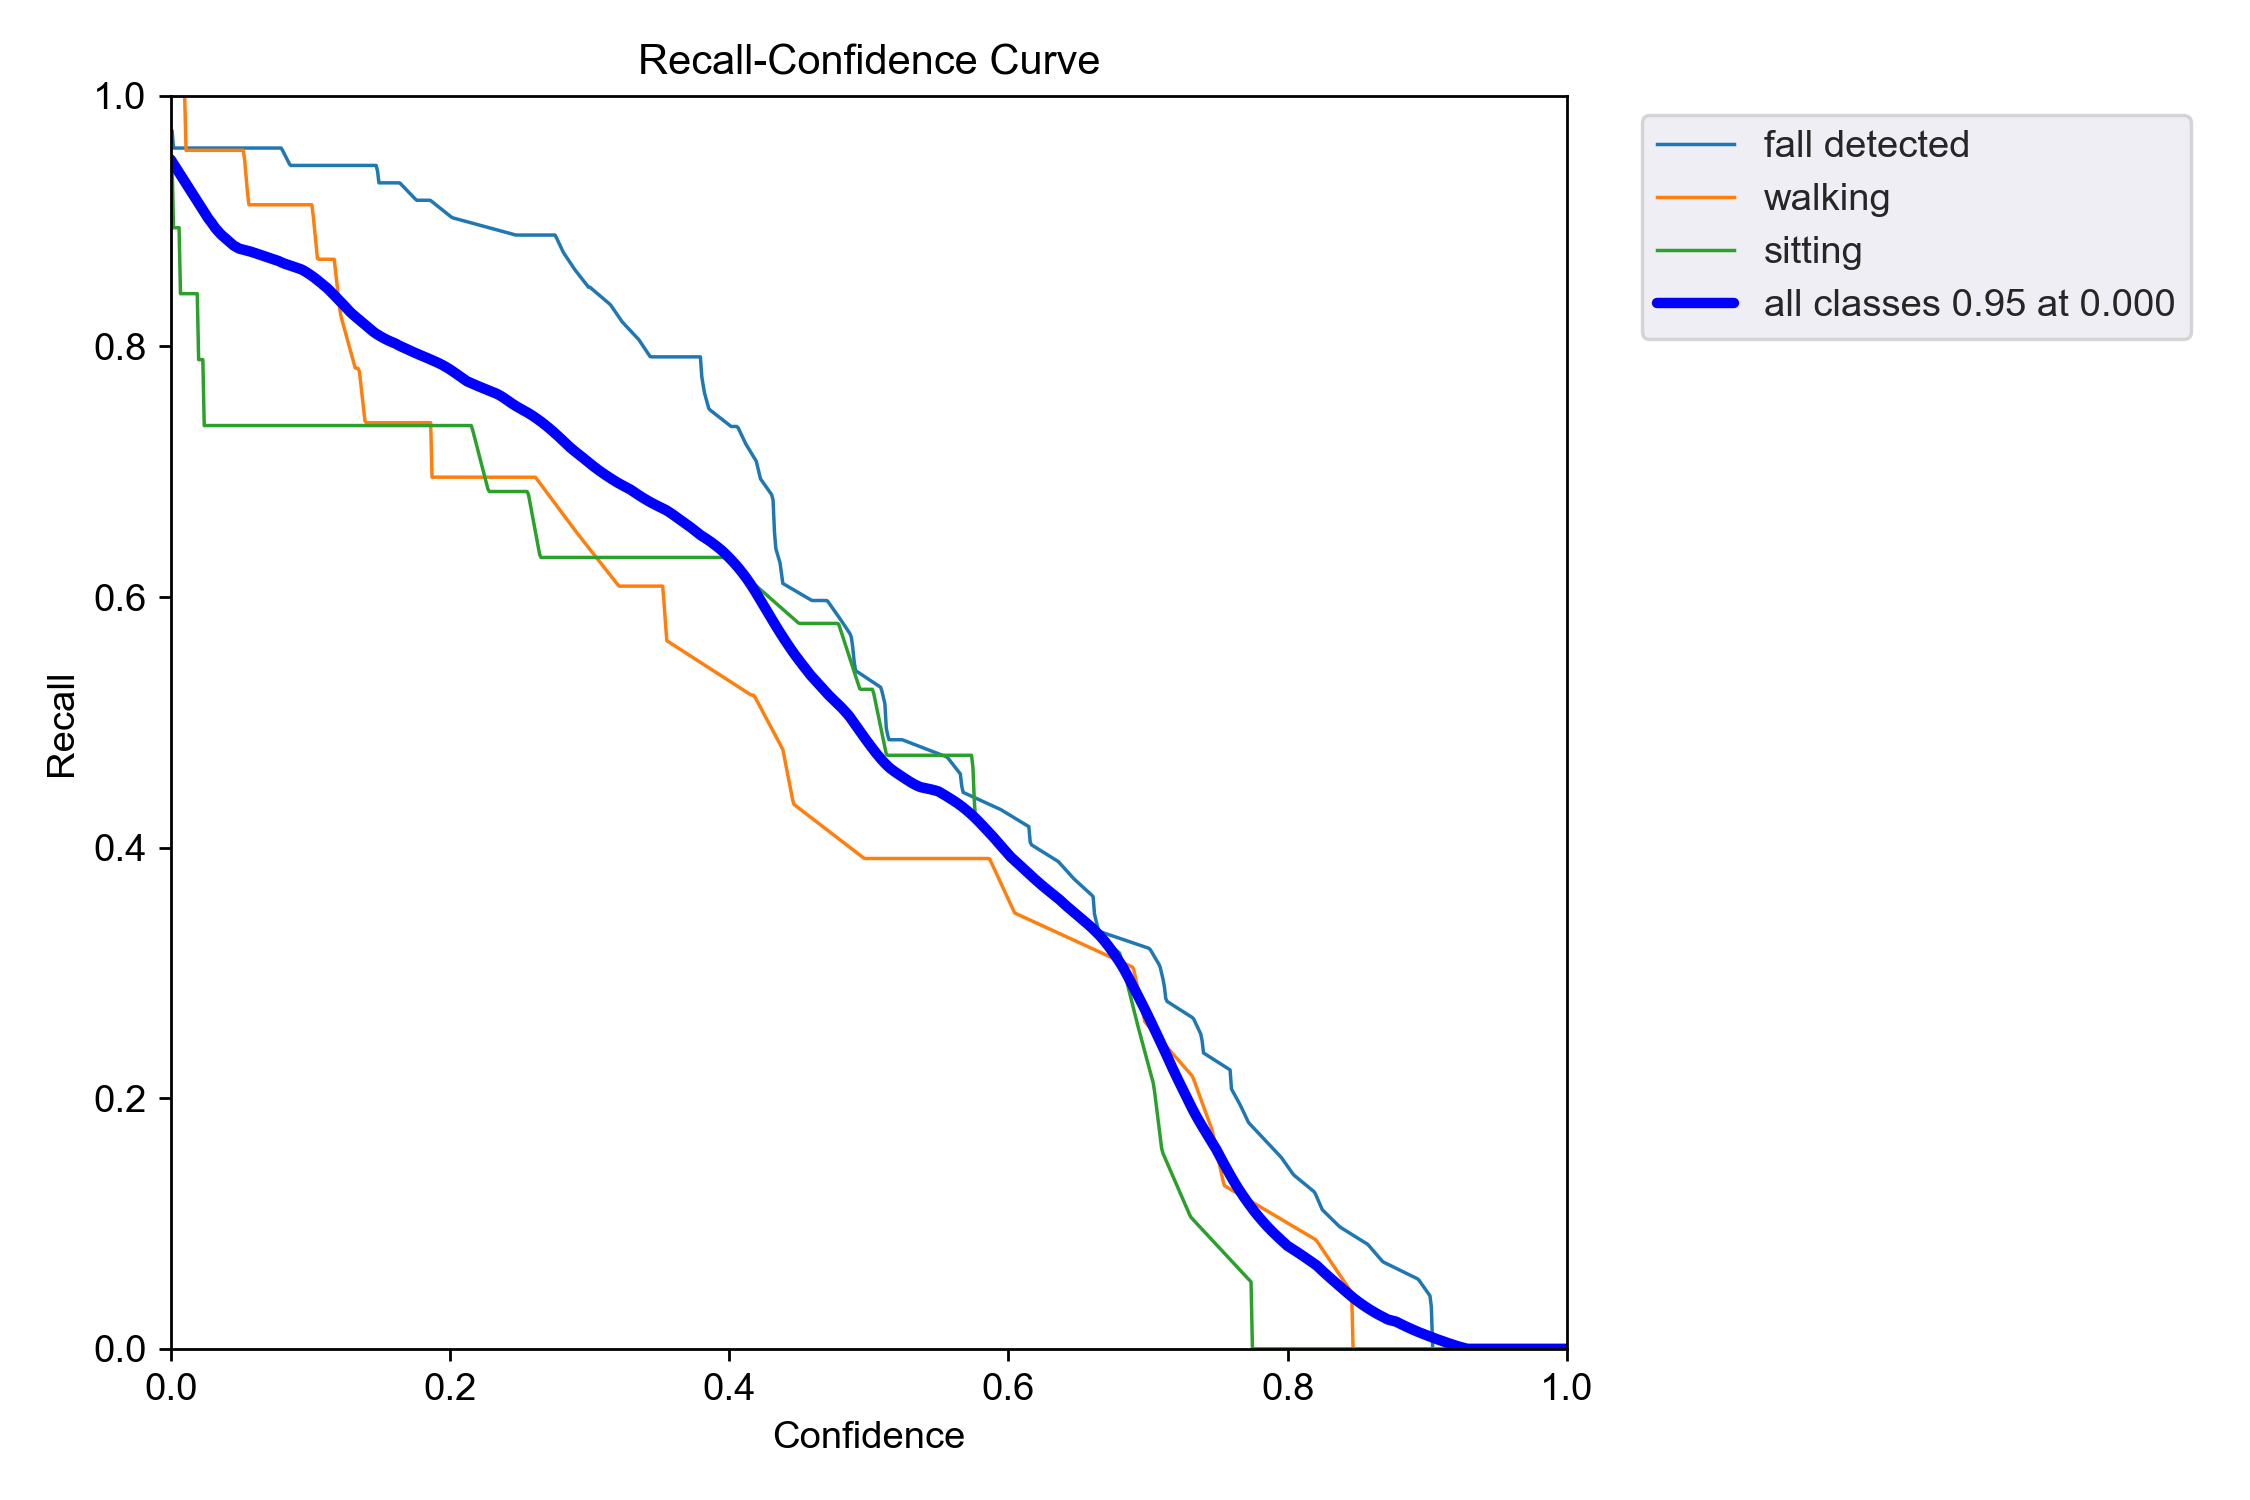 Recall-Confidence Curve
1.0
0.8
0.6
0.4
0.2
0.0
Recall
0.0 0.2 0.4 0.6 0.8 1.0
Confidence
fall detected
walking
sitting
all classes 0.95 at 0.000